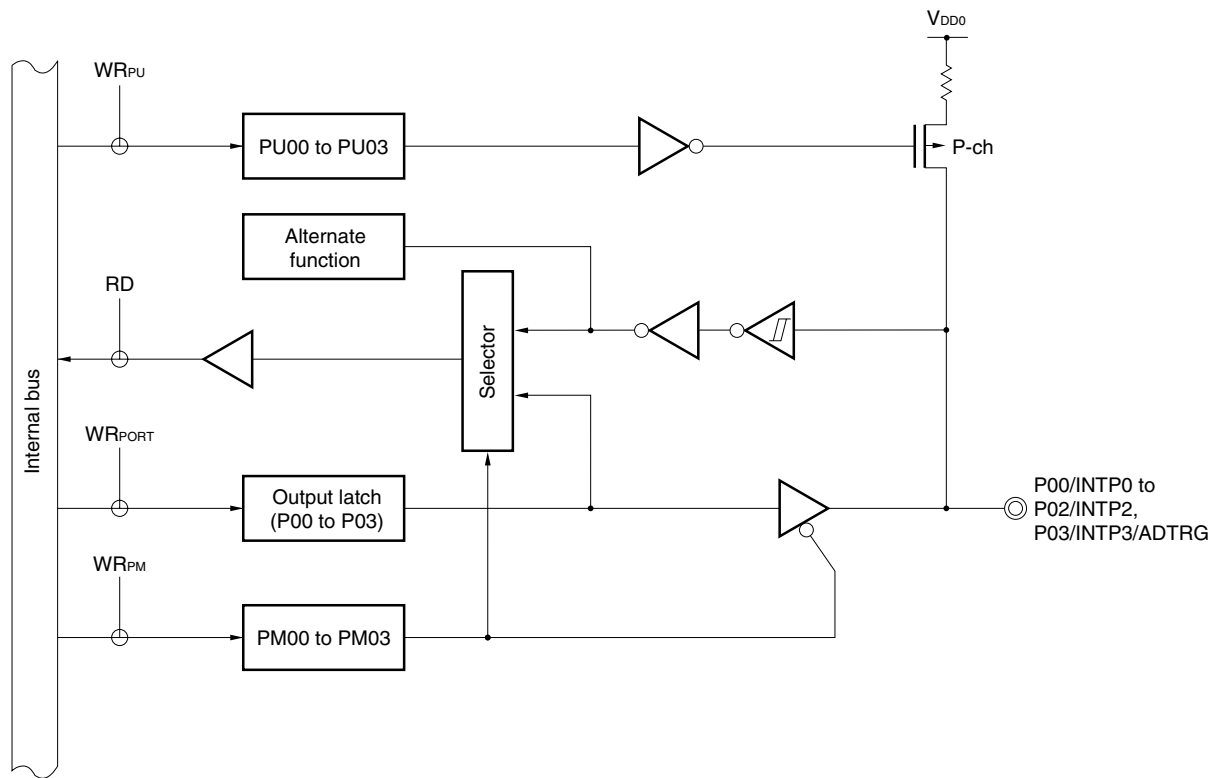 VDD0
WRPU
PU00 to PU03
P-ch
Alternate
function
RD
Selector
Internal bus
WRPORT
Output latch
(P00 to P03)
P00/INTP0 to
P02/INTP2,
P03/INTP3/ADTRG
WRPM
PM00 to PM03